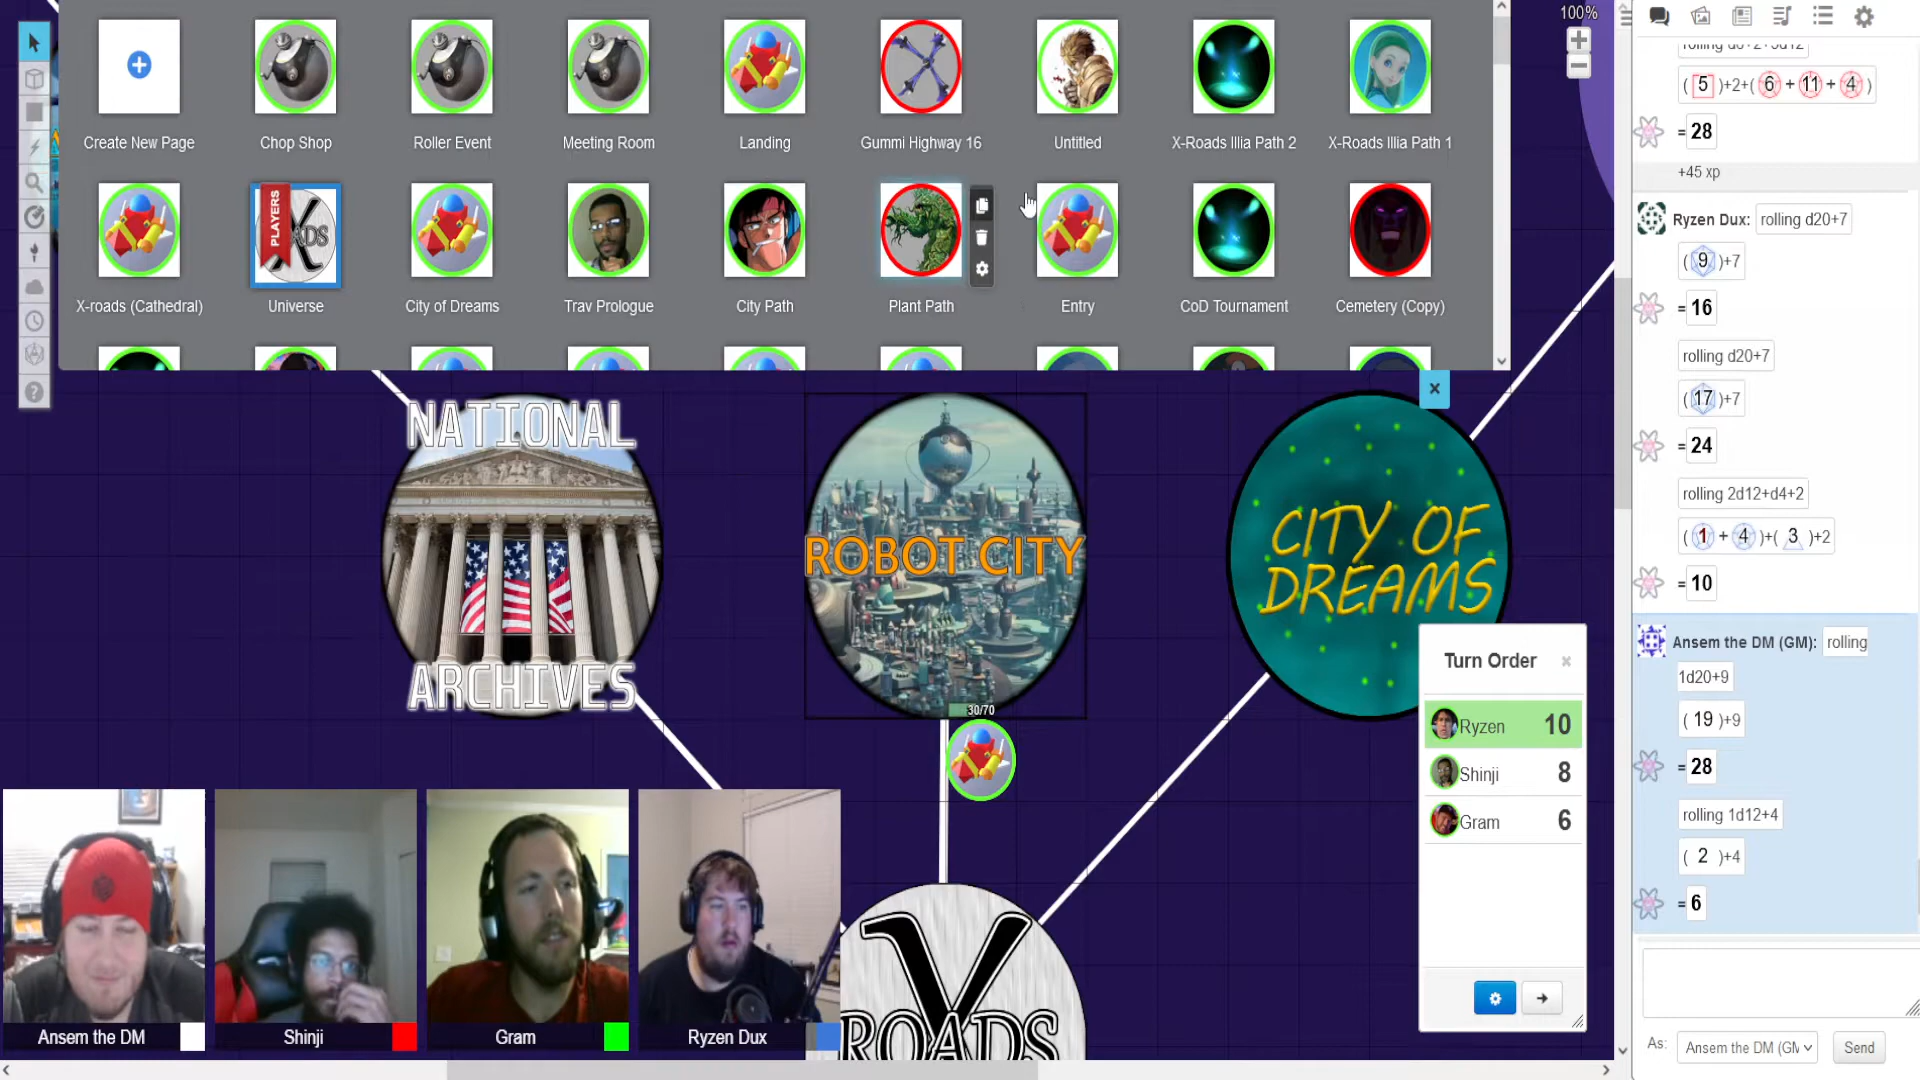 100%
Create New Page
Chop Shop
Roller Event
Meeting Room
Landing
Gummi Highway 16
Untitled
X-Roads Illia Path 2
X-Roads Illia Path 1
PLAYERS
X-roads (Cathedral)
Universe
City of Dreams
Trav Prologue
City Path
Plant Path
Entry
CoD Tournament
Cemetery (Copy)
NATIONAL
ARCHIVES
ROBOT CITY
CITY OF
DREAMS
30/70
X
ROADS
Turn Order
Ryzen 10
Shinji 8
Gram 6
Ansem the DM
Shinji
Gram
Ryzen Dux
(5)+2+(6+11+4)
=28
+45 xp
Ryzen Dux: rolling d20+7
(9)+7
=16
rolling d20+7
(17)+7
=24
rolling 2d12+d4+2
(1+4)+(3)+2
=10
Ansem the DM (GM): rolling
1d20+9
(19)+9
=28
rolling 1d12+4
(2)+4
=6
As:
Ansem the DM (GM
Send